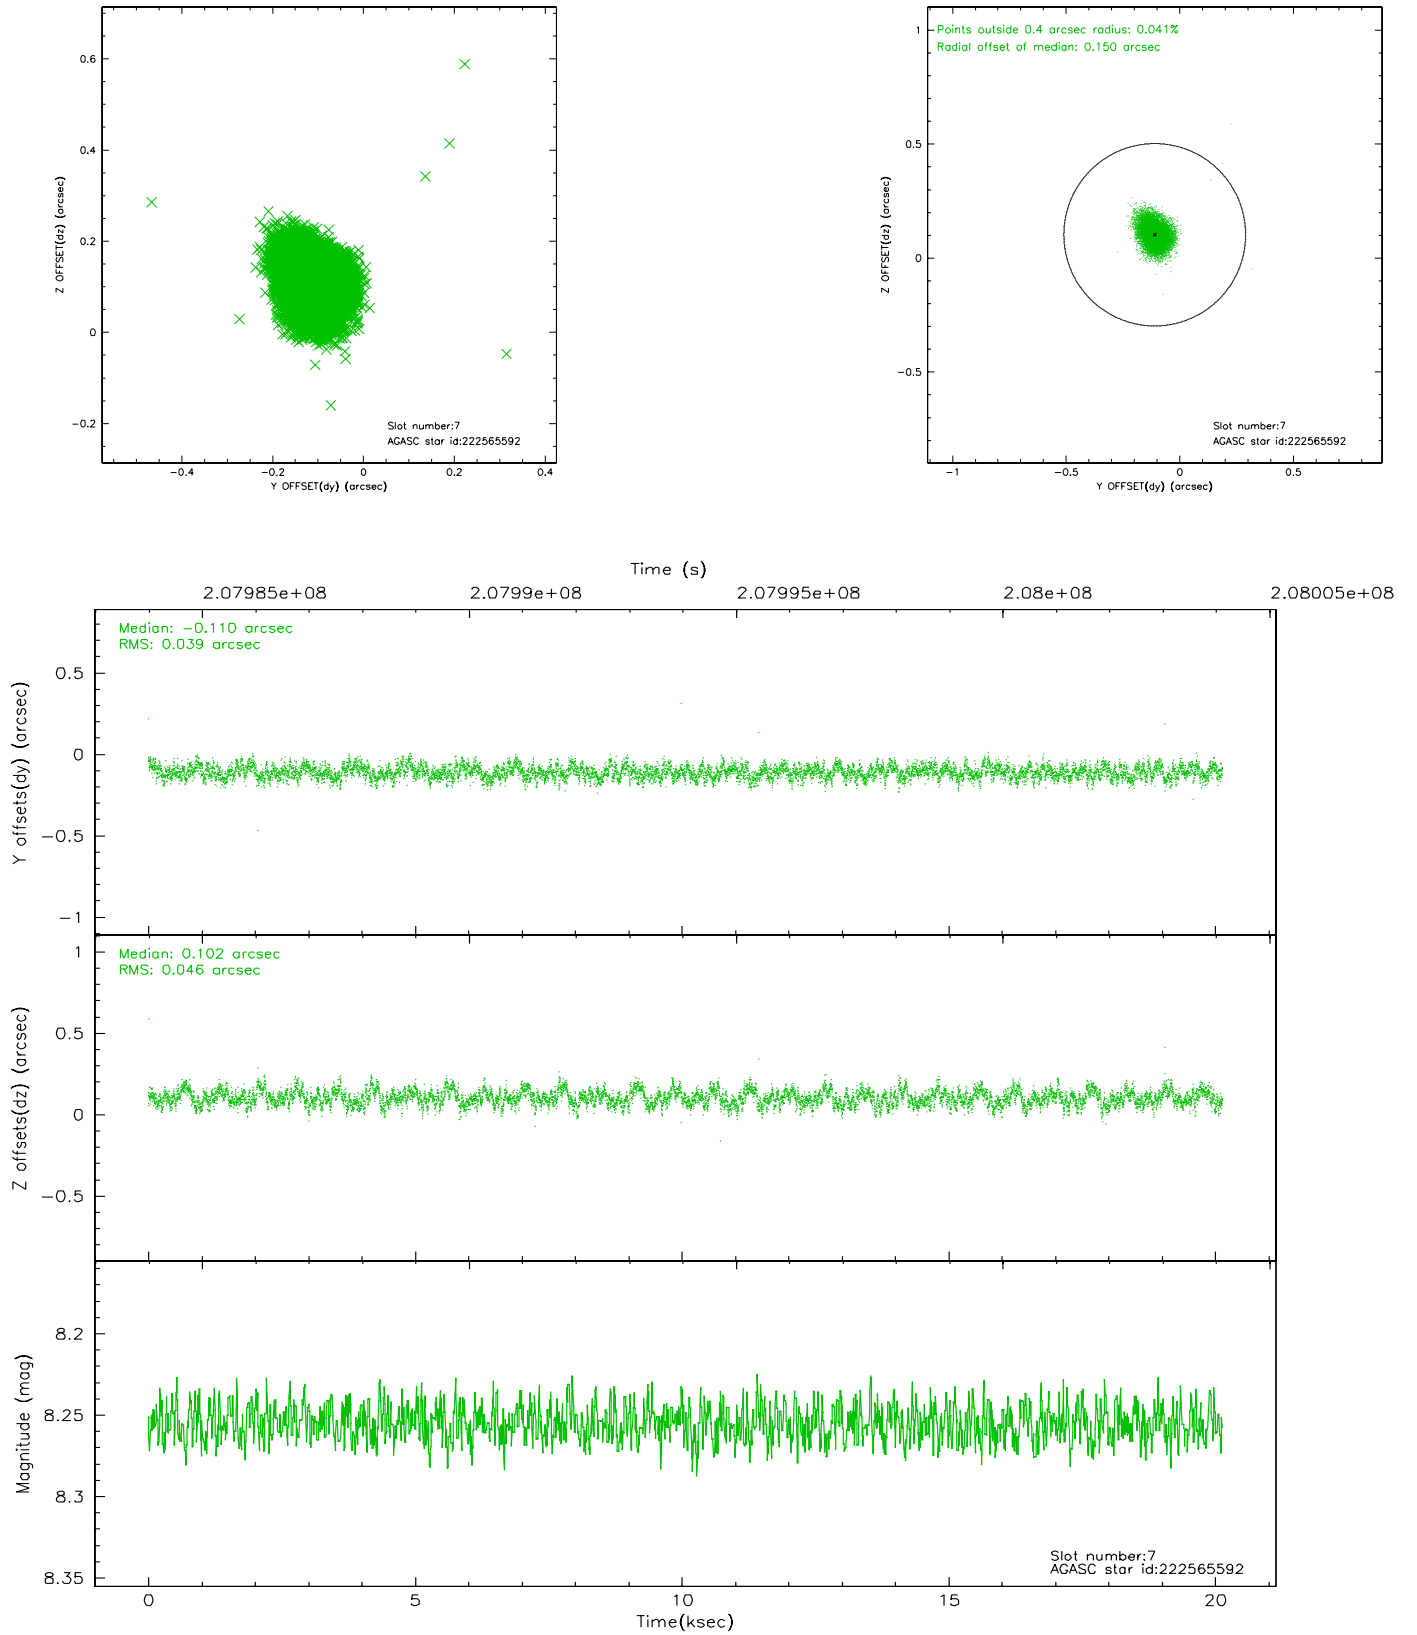 0.6
0.4
0.2
0
−0.2
Z OFFSET(dz) (arcsec)
Slot number:7
AGASC star id:222565592
−0.4 −0.2 0 0.2 0.4
Y OFFSET(dy) (arcsec)
Points outside 0.4 arcsec radius: 0.041%
Radial offset of median: 0.150 arcsec
1
0.5
0
−0.5
Z OFFSET(dz) (arcsec)
Slot number:7
AGASC star id:222565592
−1 −0.5 0 0.5
Y OFFSET(dy) (arcsec)
Time (s)
2.07985e+08 2.0799e+08 2.07995e+08 2.08e+08 2.08005e+08
Median: −0.110 arcsec
RMS: 0.039 arcsec
0.5
0
−0.5
−1
Y offsets(dy) (arcsec)
Median: 0.102 arcsec
RMS: 0.046 arcsec
1
0.5
0
−0.5
Z offsets(dz) (arcsec)
8.2
8.25
8.3
8.35
Magnitude (mag)
Slot number:7
AGASC star id:222565592
0 5 10 15 20
Time(ksec)